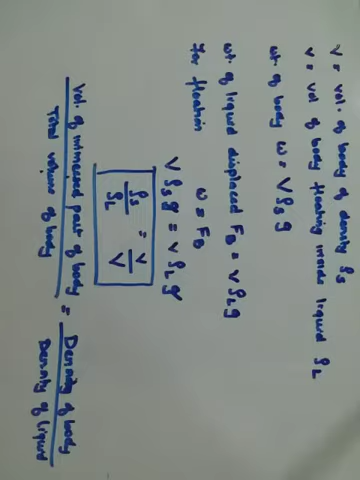 V = vol. of body of density ρs
v = vol of body floating inside liquid ρL
wt. of body w = Vρs g
wt. of liquid displaced FB = v ρL g
for floation w = FB
Vρs g = v ρL g
ρs/ρL = v/V
Vol. of immersed part of body / Total volume of body = Density of body / Density of liquid